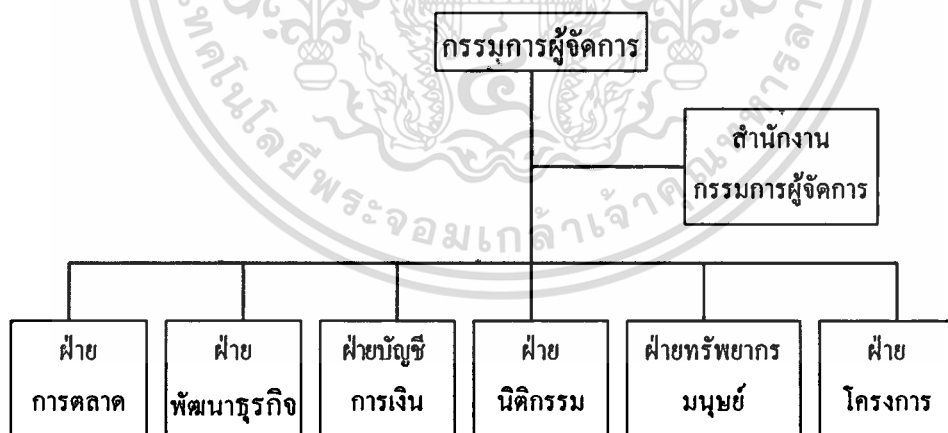 กรรมการผู้จัดการ
สำนักงาน
กรรมการผู้จัดการ
ฝ่าย
การตลาด
ฝ่าย
พัฒนาธุรกิจ
ฝ่ายบัญชี
การเงิน
ฝ่าย
นิติกรรม
ฝ่ายทรัพยากร
มนุษย์
ฝ่าย
โครงการ